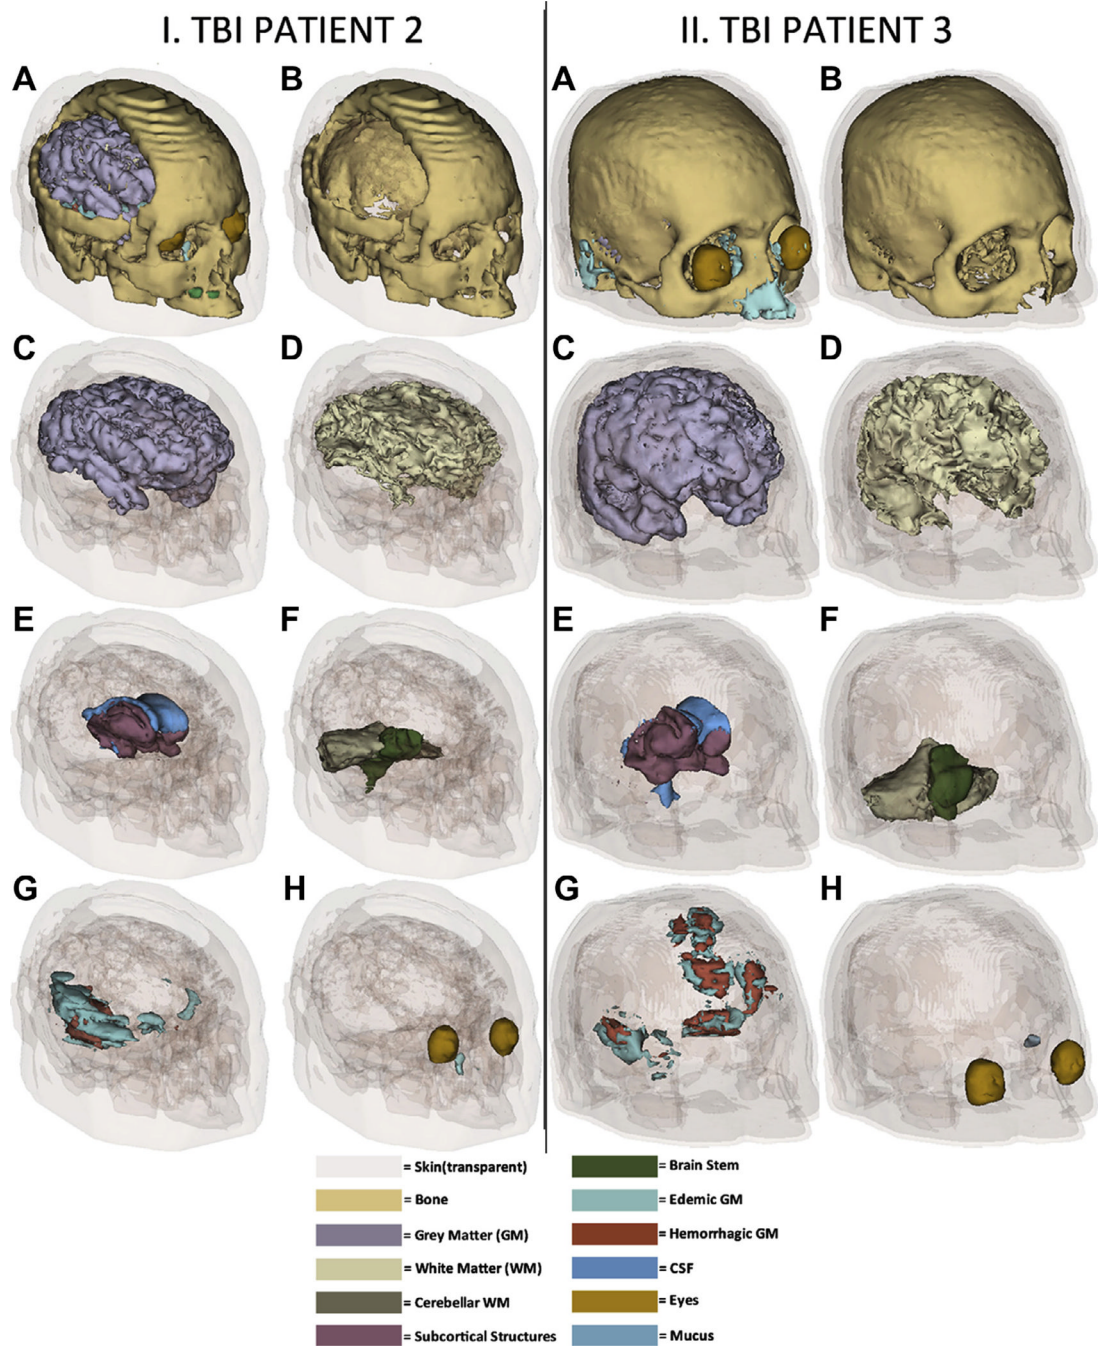 I. TBI PATIENT 2
II. TBI PATIENT 3
A B A B
C D C D
E F E F
G H G H
= Skin(transparent)
= Bone
= Grey Matter (GM)
= White Matter (WM)
= Cerebellar WM
= Subcortical Structures
= Brain Stem
= Edemic GM
= Hemorrhagic GM
= CSF
= Eyes
= Mucus